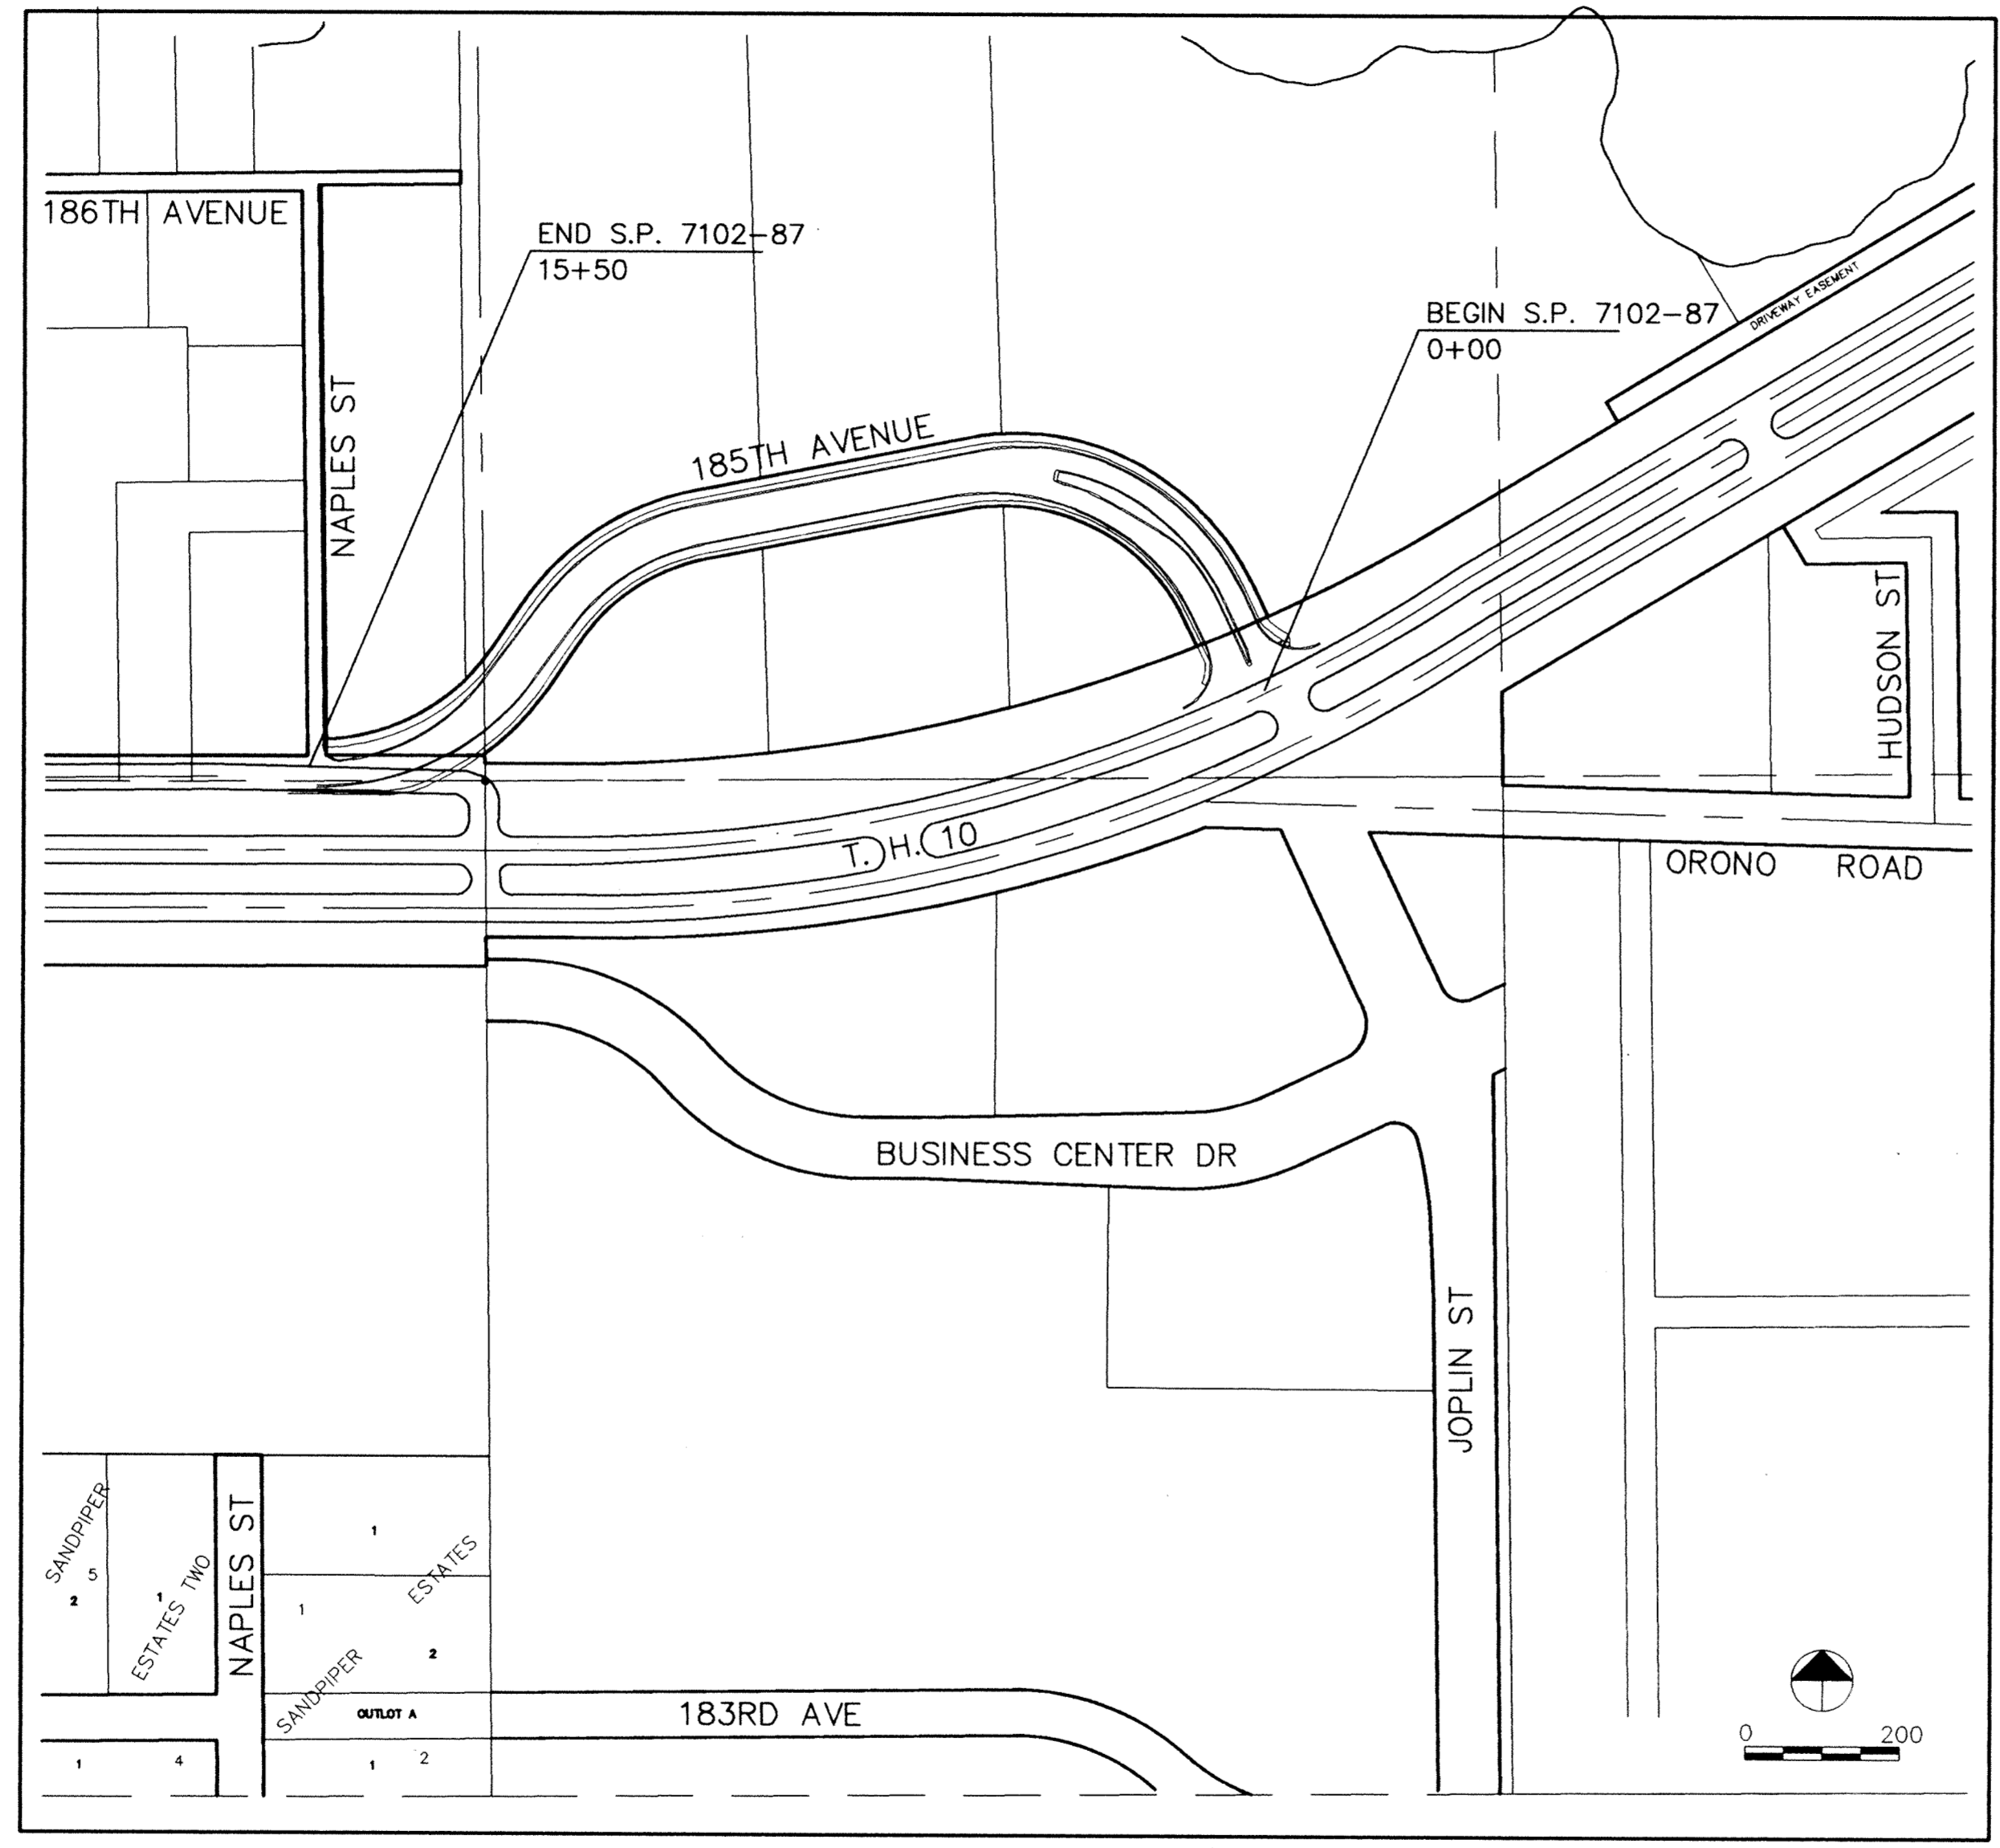 186TH AVENUE
END S.P. 7102-87
15+50
BEGIN S.P. 7102-87
0+00
DRIVEWAY EASEMENT
NAPLES ST
185TH AVENUE
HUDSON ST
T.H. 10
ORONO ROAD
BUSINESS CENTER DR
JOPLIN ST
SANDPIPER
ESTATES TWO
5
2
1
NAPLES ST
1
ESTATES
1
2
SANDPIPER
OUTLOT A
183RD AVE
1
4
1
2
0 200